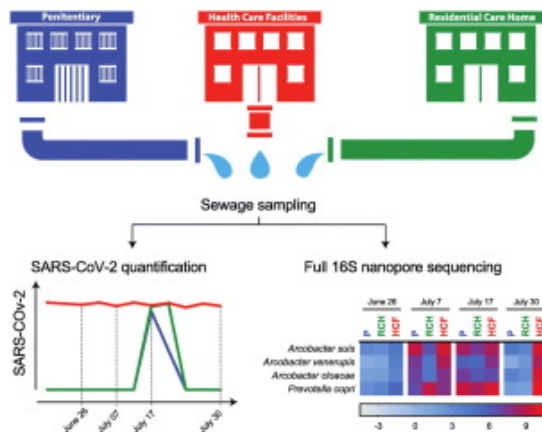 Penitentiary
Health Care Facilities
Residential Care Home
Sewage sampling
SARS-CoV-2 quantification
Full 16S nanopore sequencing
SARS-COv-2
June 26
July 07
July 17
July 30
June 26 July 7 July 17 July 30
P RCH HCF P RCH HCF P RCH HCF P RCH HCF
Arcobacter suis
Arcobacter venerupis
Arcobacter cloacae
Prevotella copri
-3 0 3 6 9